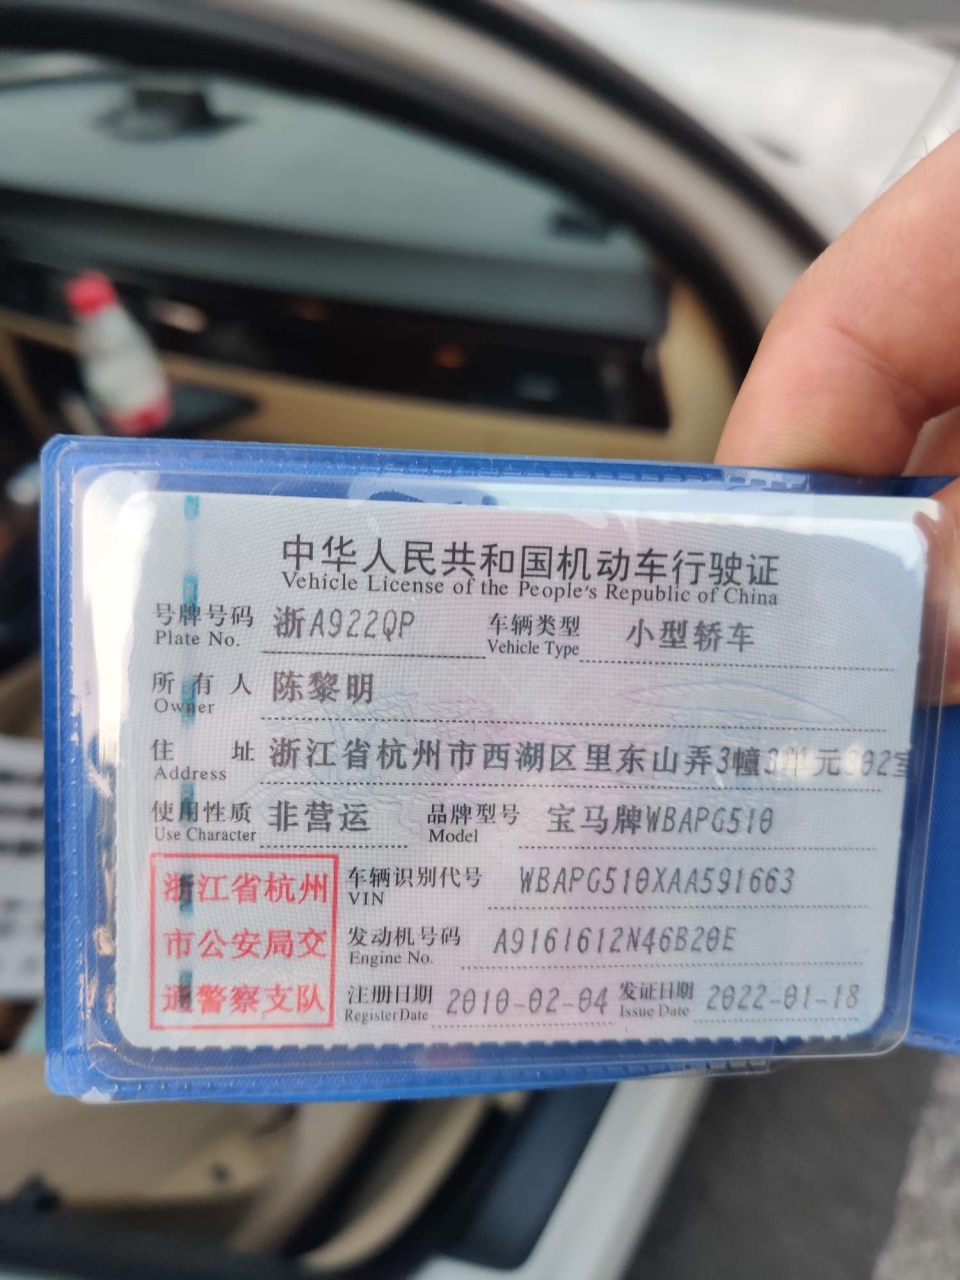 中华人民共和国机动车行驶证
Vehicle License of the People's Republic of China
号牌号码 浙A922QP 车辆类型 小型轿车
Plate No. Vehicle Type
所有人 陈黎明
Owner
住址 浙江省杭州市西湖区里东山弄3幢3单元302室
Address
使用性质 非营运 品牌型号 宝马牌WBAPG510
Use Character Model
浙江省杭州 车辆识别代号 WBAPG510XAA591663
VIN
市公安局交 发动机号码 A9161612N46B20E
Engine No.
通警察支队 注册日期 2010-02-04 发证日期 2022-01-18
Register Date Issue Date